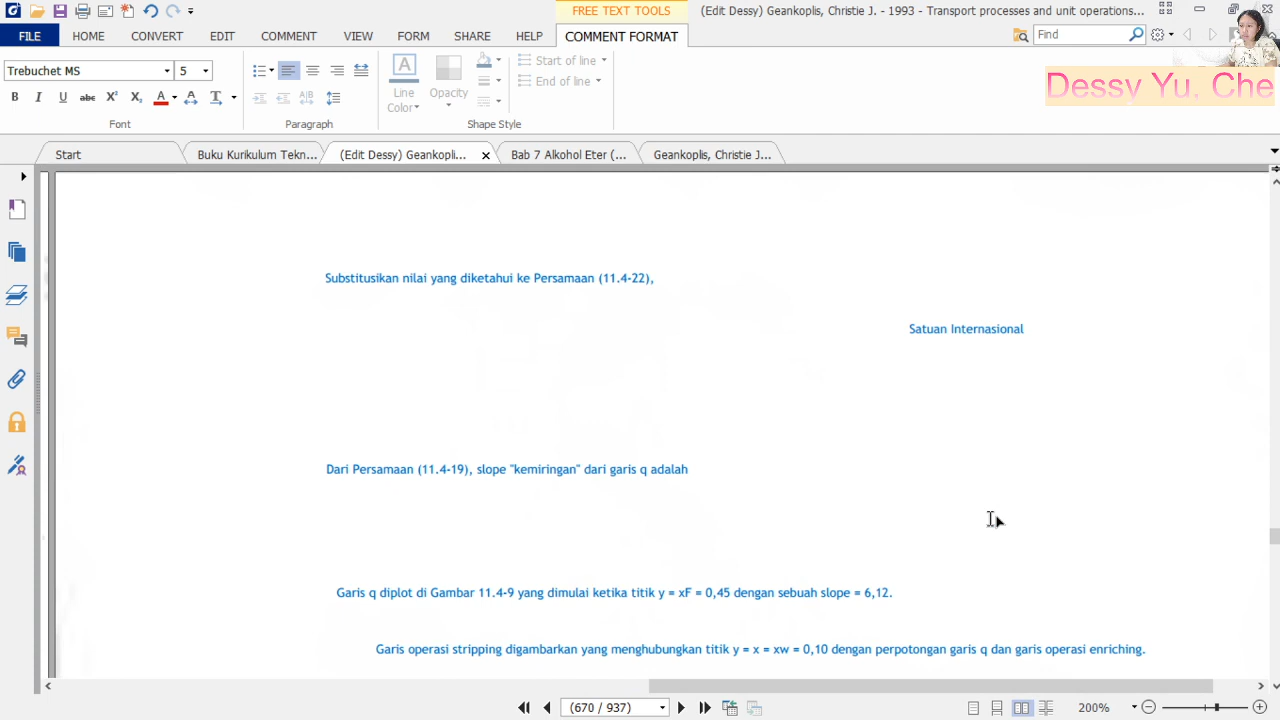 FREE TEXT TOOLS
(Edit Dessy) Geankoplis, Christie J. - 1993 - Transport processes and unit operations...
FILE HOME CONVERT EDIT COMMENT VIEW FORM SHARE HELP COMMENT FORMAT
Find
Trebuchet MS 5
Start of line
End of line
Line Color
Opacity
Font Paragraph Shape Style
Dessy Yu, Che
Start Buku Kurikulum Tekn... (Edit Dessy) Geankopli... Bab 7 Alkohol Eter (... Geankoplis, Christie J...
Substitusikan nilai yang diketahui ke Persamaan (11.4-22),
Satuan Internasional
Dari Persamaan (11.4-19), slope "kemiringan" dari garis q adalah
Garis q diplot di Gambar 11.4-9 yang dimulai ketika titik y = xF = 0,45 dengan sebuah slope = 6,12.
Garis operasi stripping digambarkan yang menghubungkan titik y = x = xw = 0,10 dengan perpotongan garis q dan garis operasi enriching.
(670 / 937)
200%